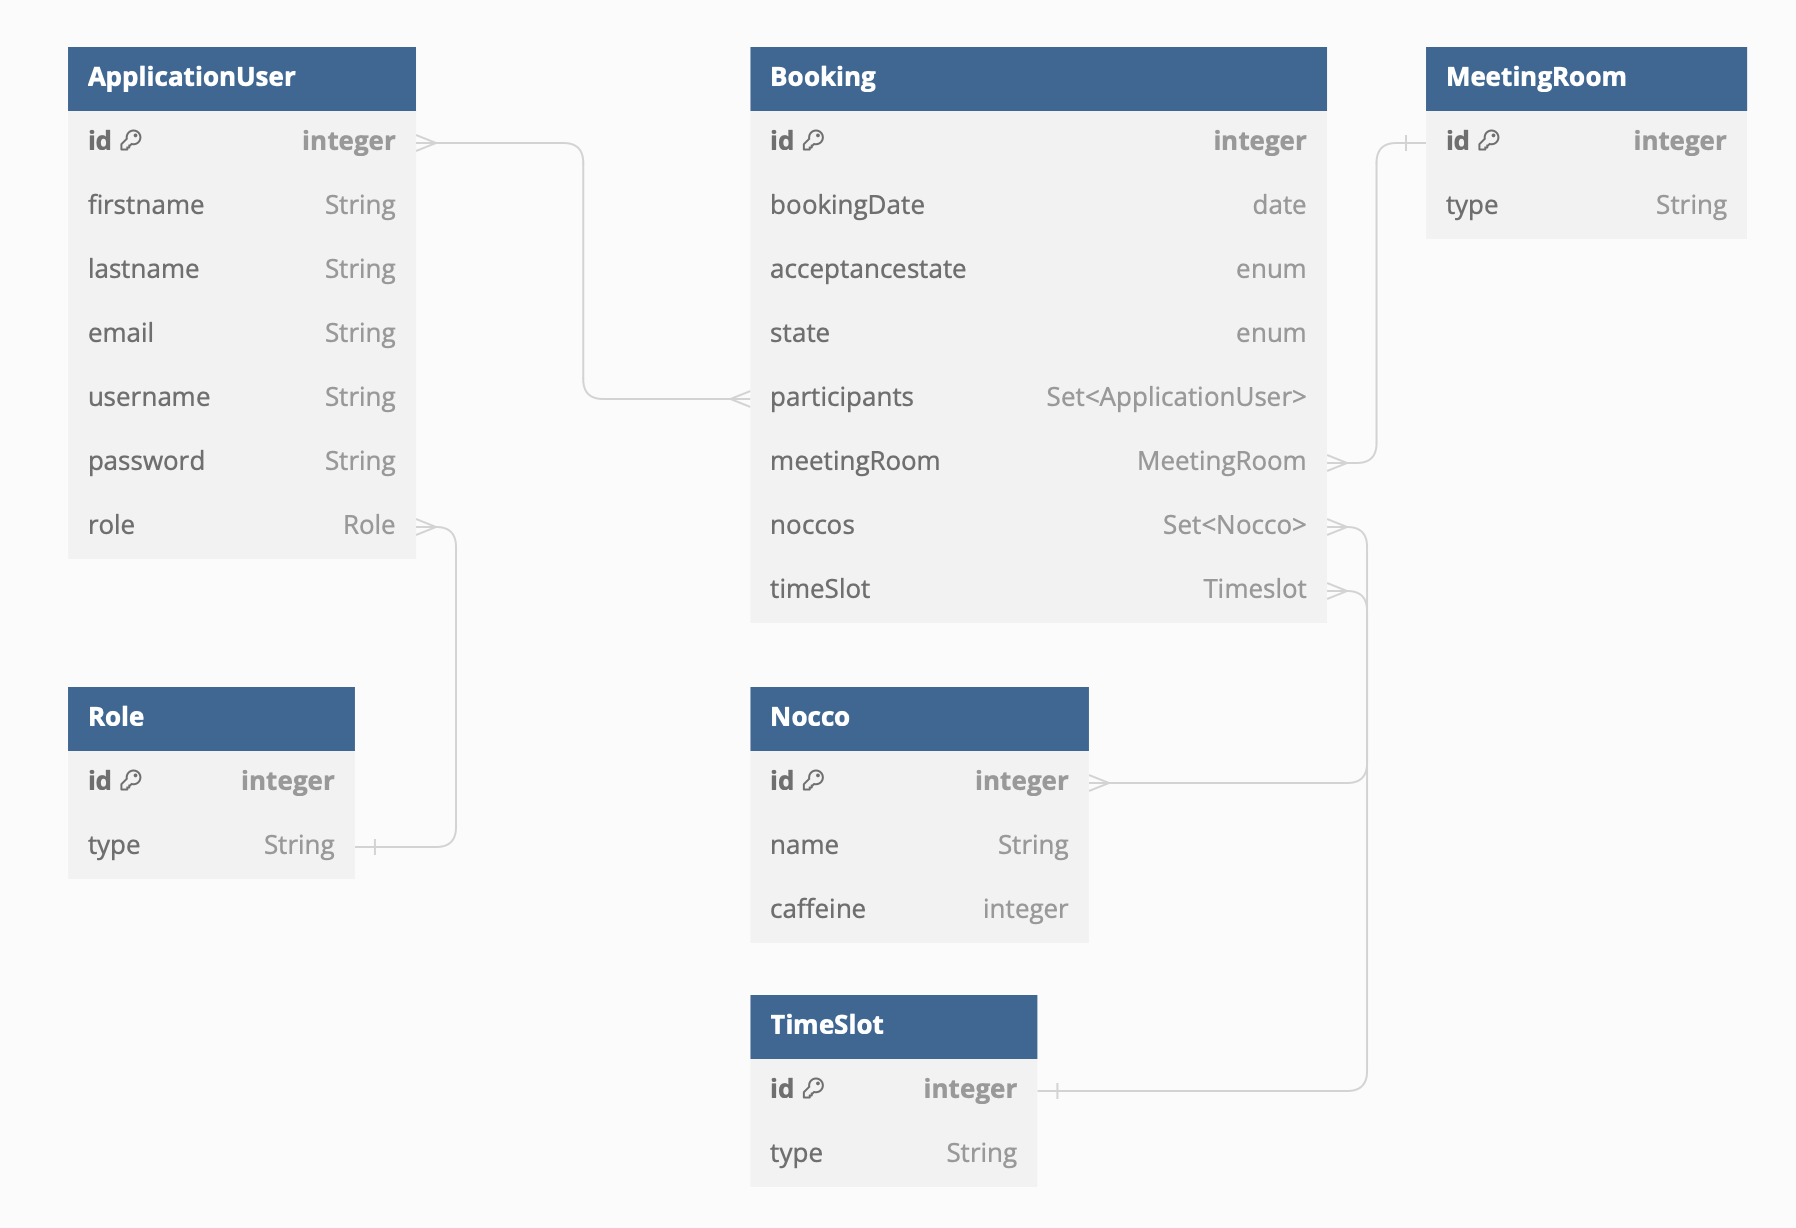 ApplicationUser
id integer
firstname String
lastname String
email String
username String
password String
role Role
Booking
id integer
bookingDate date
acceptancestate enum
state enum
participants Set<ApplicationUser>
meetingRoom MeetingRoom
noccos Set<Nocco>
timeSlot Timeslot
MeetingRoom
id integer
type String
Role
id integer
type String
Nocco
id integer
name String
caffeine integer
TimeSlot
id integer
type String